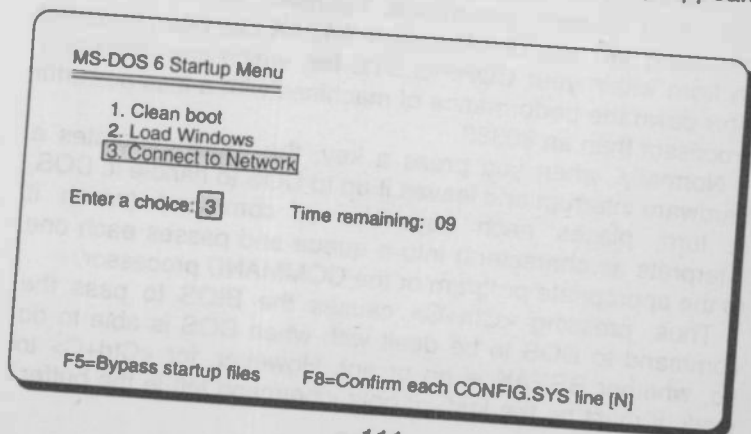 MS-DOS 6 Startup Menu
1. Clean boot
2. Load Windows
3. Connect to Network
Enter a choice: 3 Time remaining: 09
F5=Bypass startup files F8=Confirm each CONFIG.SYS line [N]